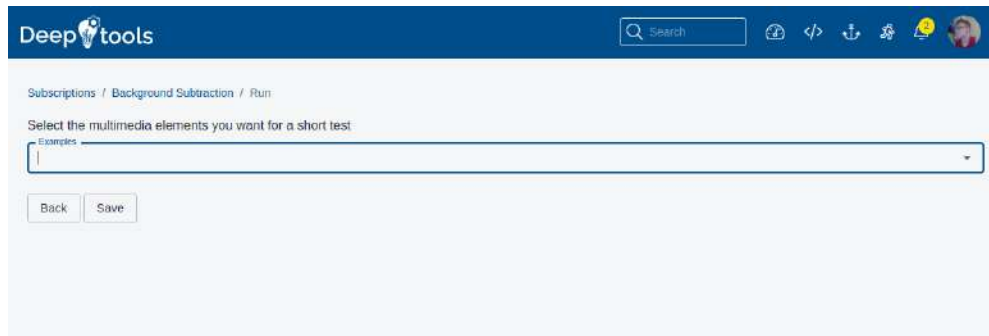 Deep tools
Search
2
Subscriptions / Background Subtraction / Run
Select the multimedia elements you want for a short test
Examples
Back Save